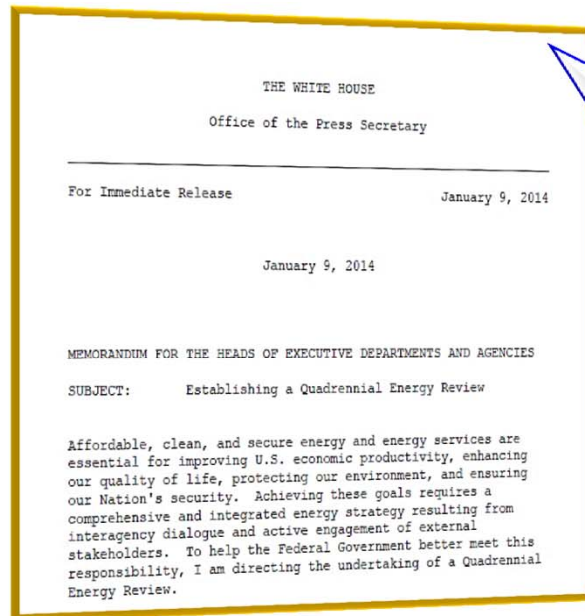 THE WHITE HOUSE
Office of the Press Secretary
For Immediate Release January 9, 2014
January 9, 2014
MEMORANDUM FOR THE HEADS OF EXECUTIVE DEPARTMENTS AND AGENCIES
SUBJECT: Establishing a Quadrennial Energy Review
Affordable, clean, and secure energy and energy services are
essential for improving U.S. economic productivity, enhancing
our quality of life, protecting our environment, and ensuring
our Nation's security. Achieving these goals requires a
comprehensive and integrated energy strategy resulting from
interagency dialogue and active engagement of external
stakeholders. To help the Federal Government better meet this
responsibility, I am directing the undertaking of a Quadrennial
Energy Review.